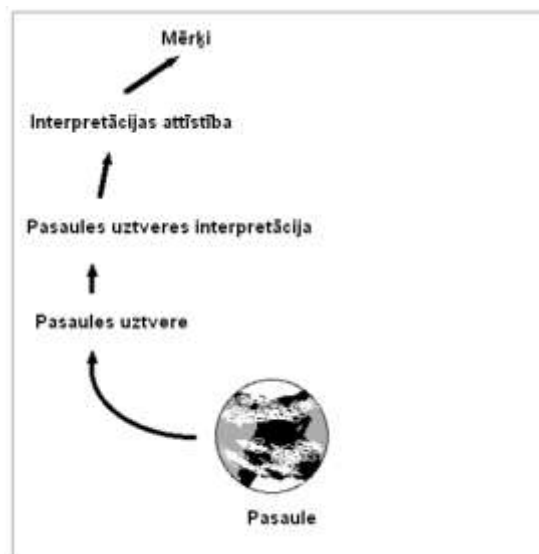 Mērķi
Interpretācijas attīstība
Pasaules uztveres interpretācija
Pasaules uztvere
Pasaule